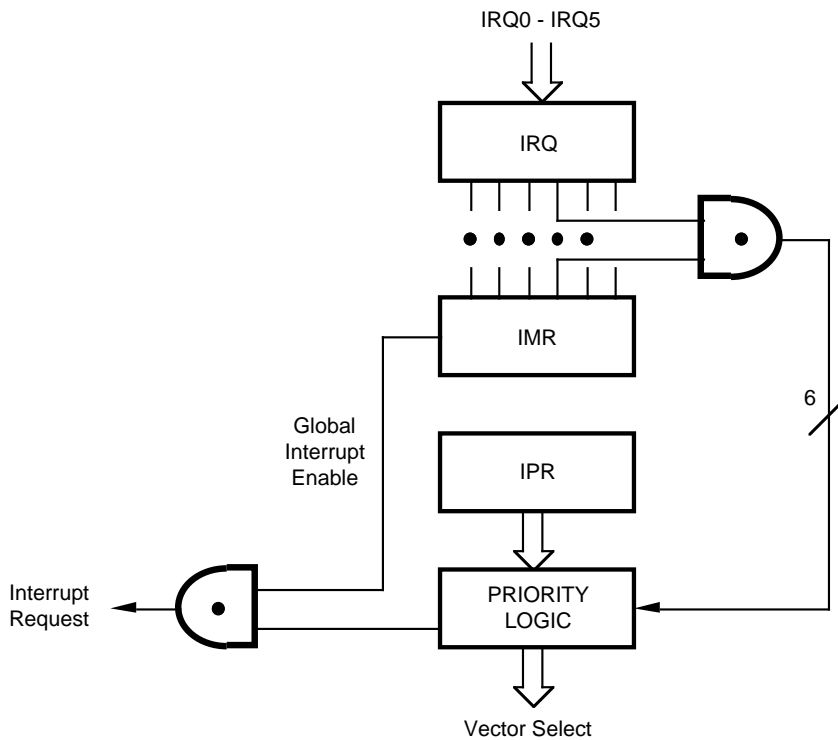 IRQ0 - IRQ5
IRQ
IMR
6
Global
Interrupt
Enable
IPR
Interrupt
Request
PRIORITY
LOGIC
Vector Select